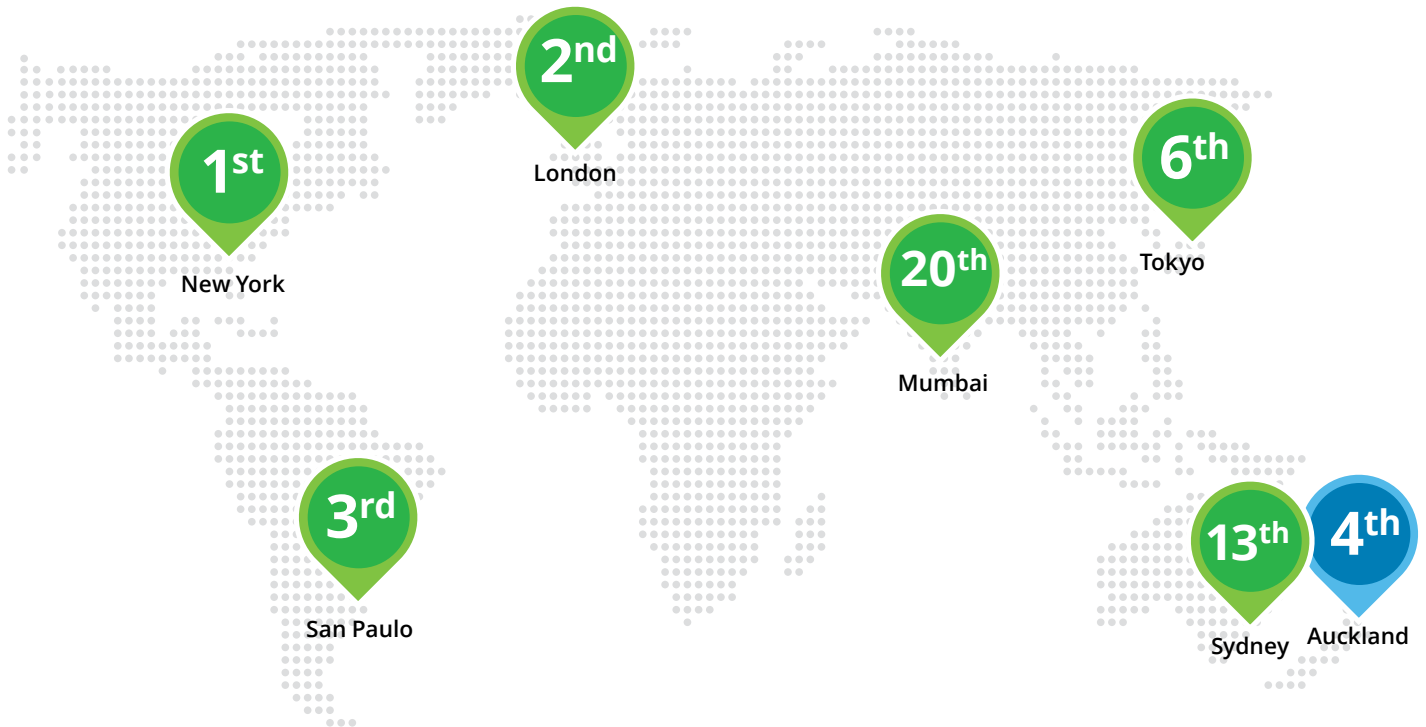 2nd
London
1st
New York
6th
Tokyo
20th
Mumbai
3rd
San Paulo
13th
Sydney
4th
Auckland